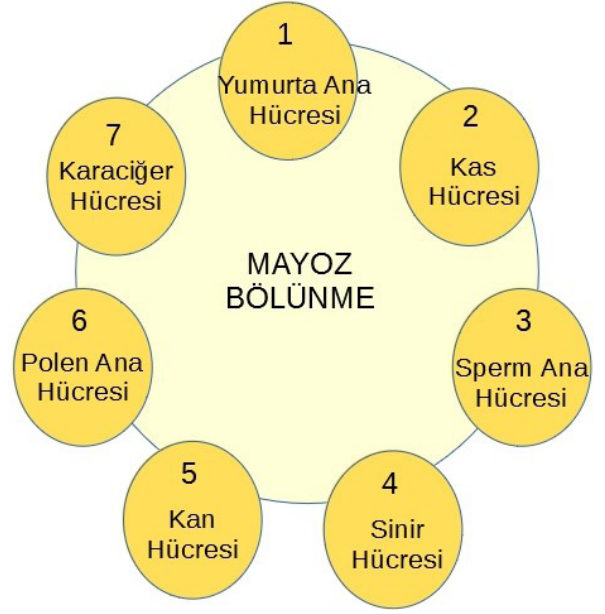 1
Yumurta Ana
Hücresi
2
Kas
Hücresi
3
Sperm Ana
Hücresi
4
Sinir
Hücresi
5
Kan
Hücresi
6
Polen Ana
Hücresi
7
Karaciğer
Hücresi
MAYOZ
BÖLÜNME